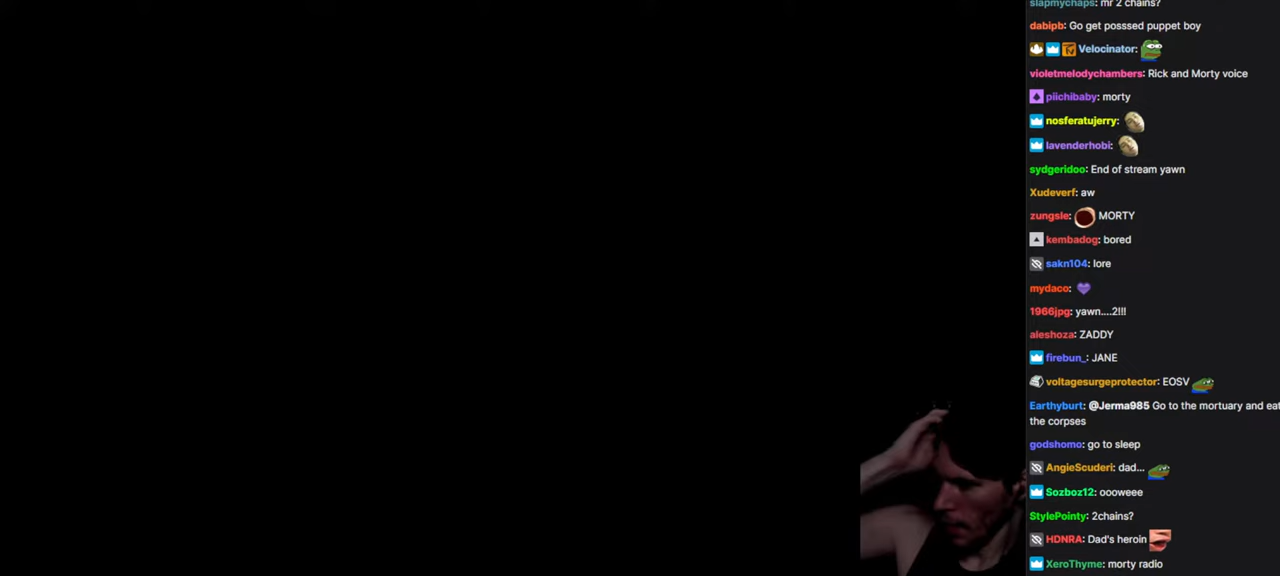 slapmychaps: mr 2 chains?
dabipb: Go get posssed puppet boy
Velocinator:
violetmelodychambers: Rick and Morty voice
piichibaby: morty
nosferatujerry:
lavenderhobi:
sydgeridoo: End of stream yawn
Xudeverf: aw
zungsle: MORTY
kembadog: bored
sakn104: lore
mydaco:
1966jpg: yawn....2!!!
aleshoza: ZADDY
firebun_: JANE
voltagesurgeprotector: EOSV
Earthyburt: @Jerma985 Go to the mortuary and eat
the corpses
godshomo: go to sleep
AngieScuderi: dad...
Sozboz12: oooweee
StylePointy: 2chains?
HDNRA: Dad's heroin
XeroThyme: morty radio